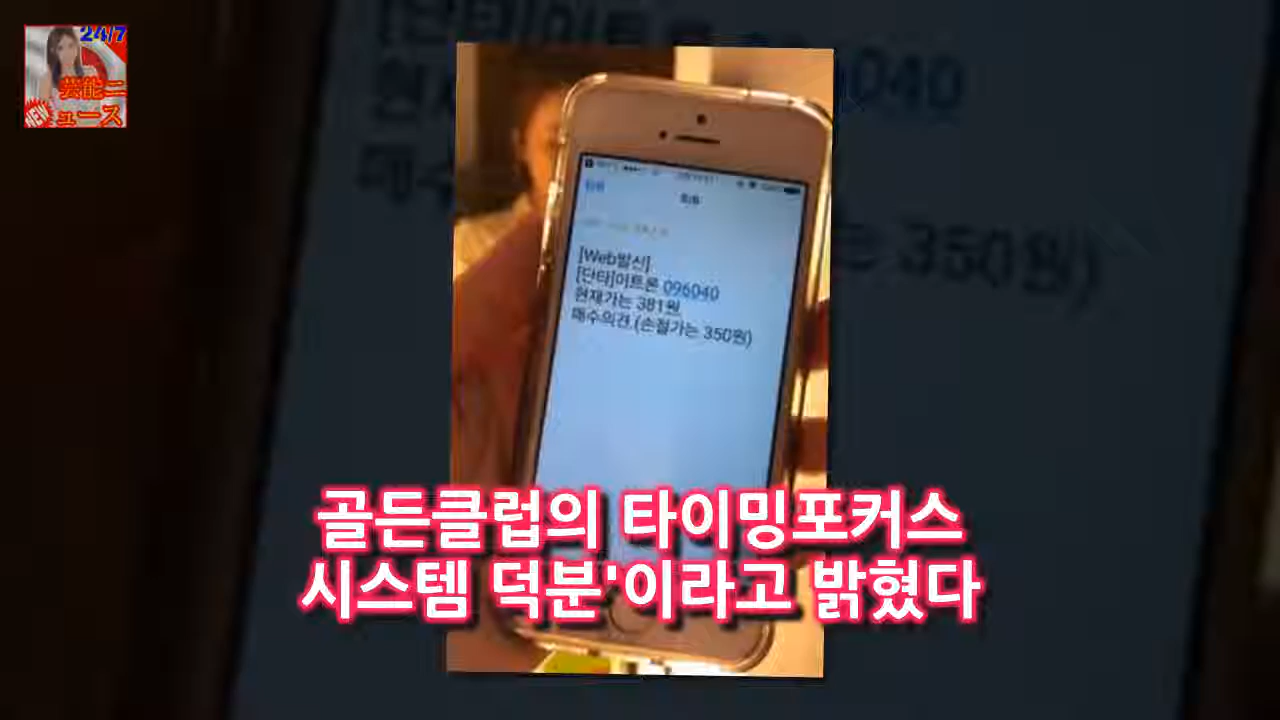 24/7
芸能ニ
ュース
NEW
[Web발신]
[단타]이트론 096040
현재가는 381원
매수의견.(손절가는 350원)
골든클럽의 타이밍포커스
시스템 덕분'이라고 밝혔다